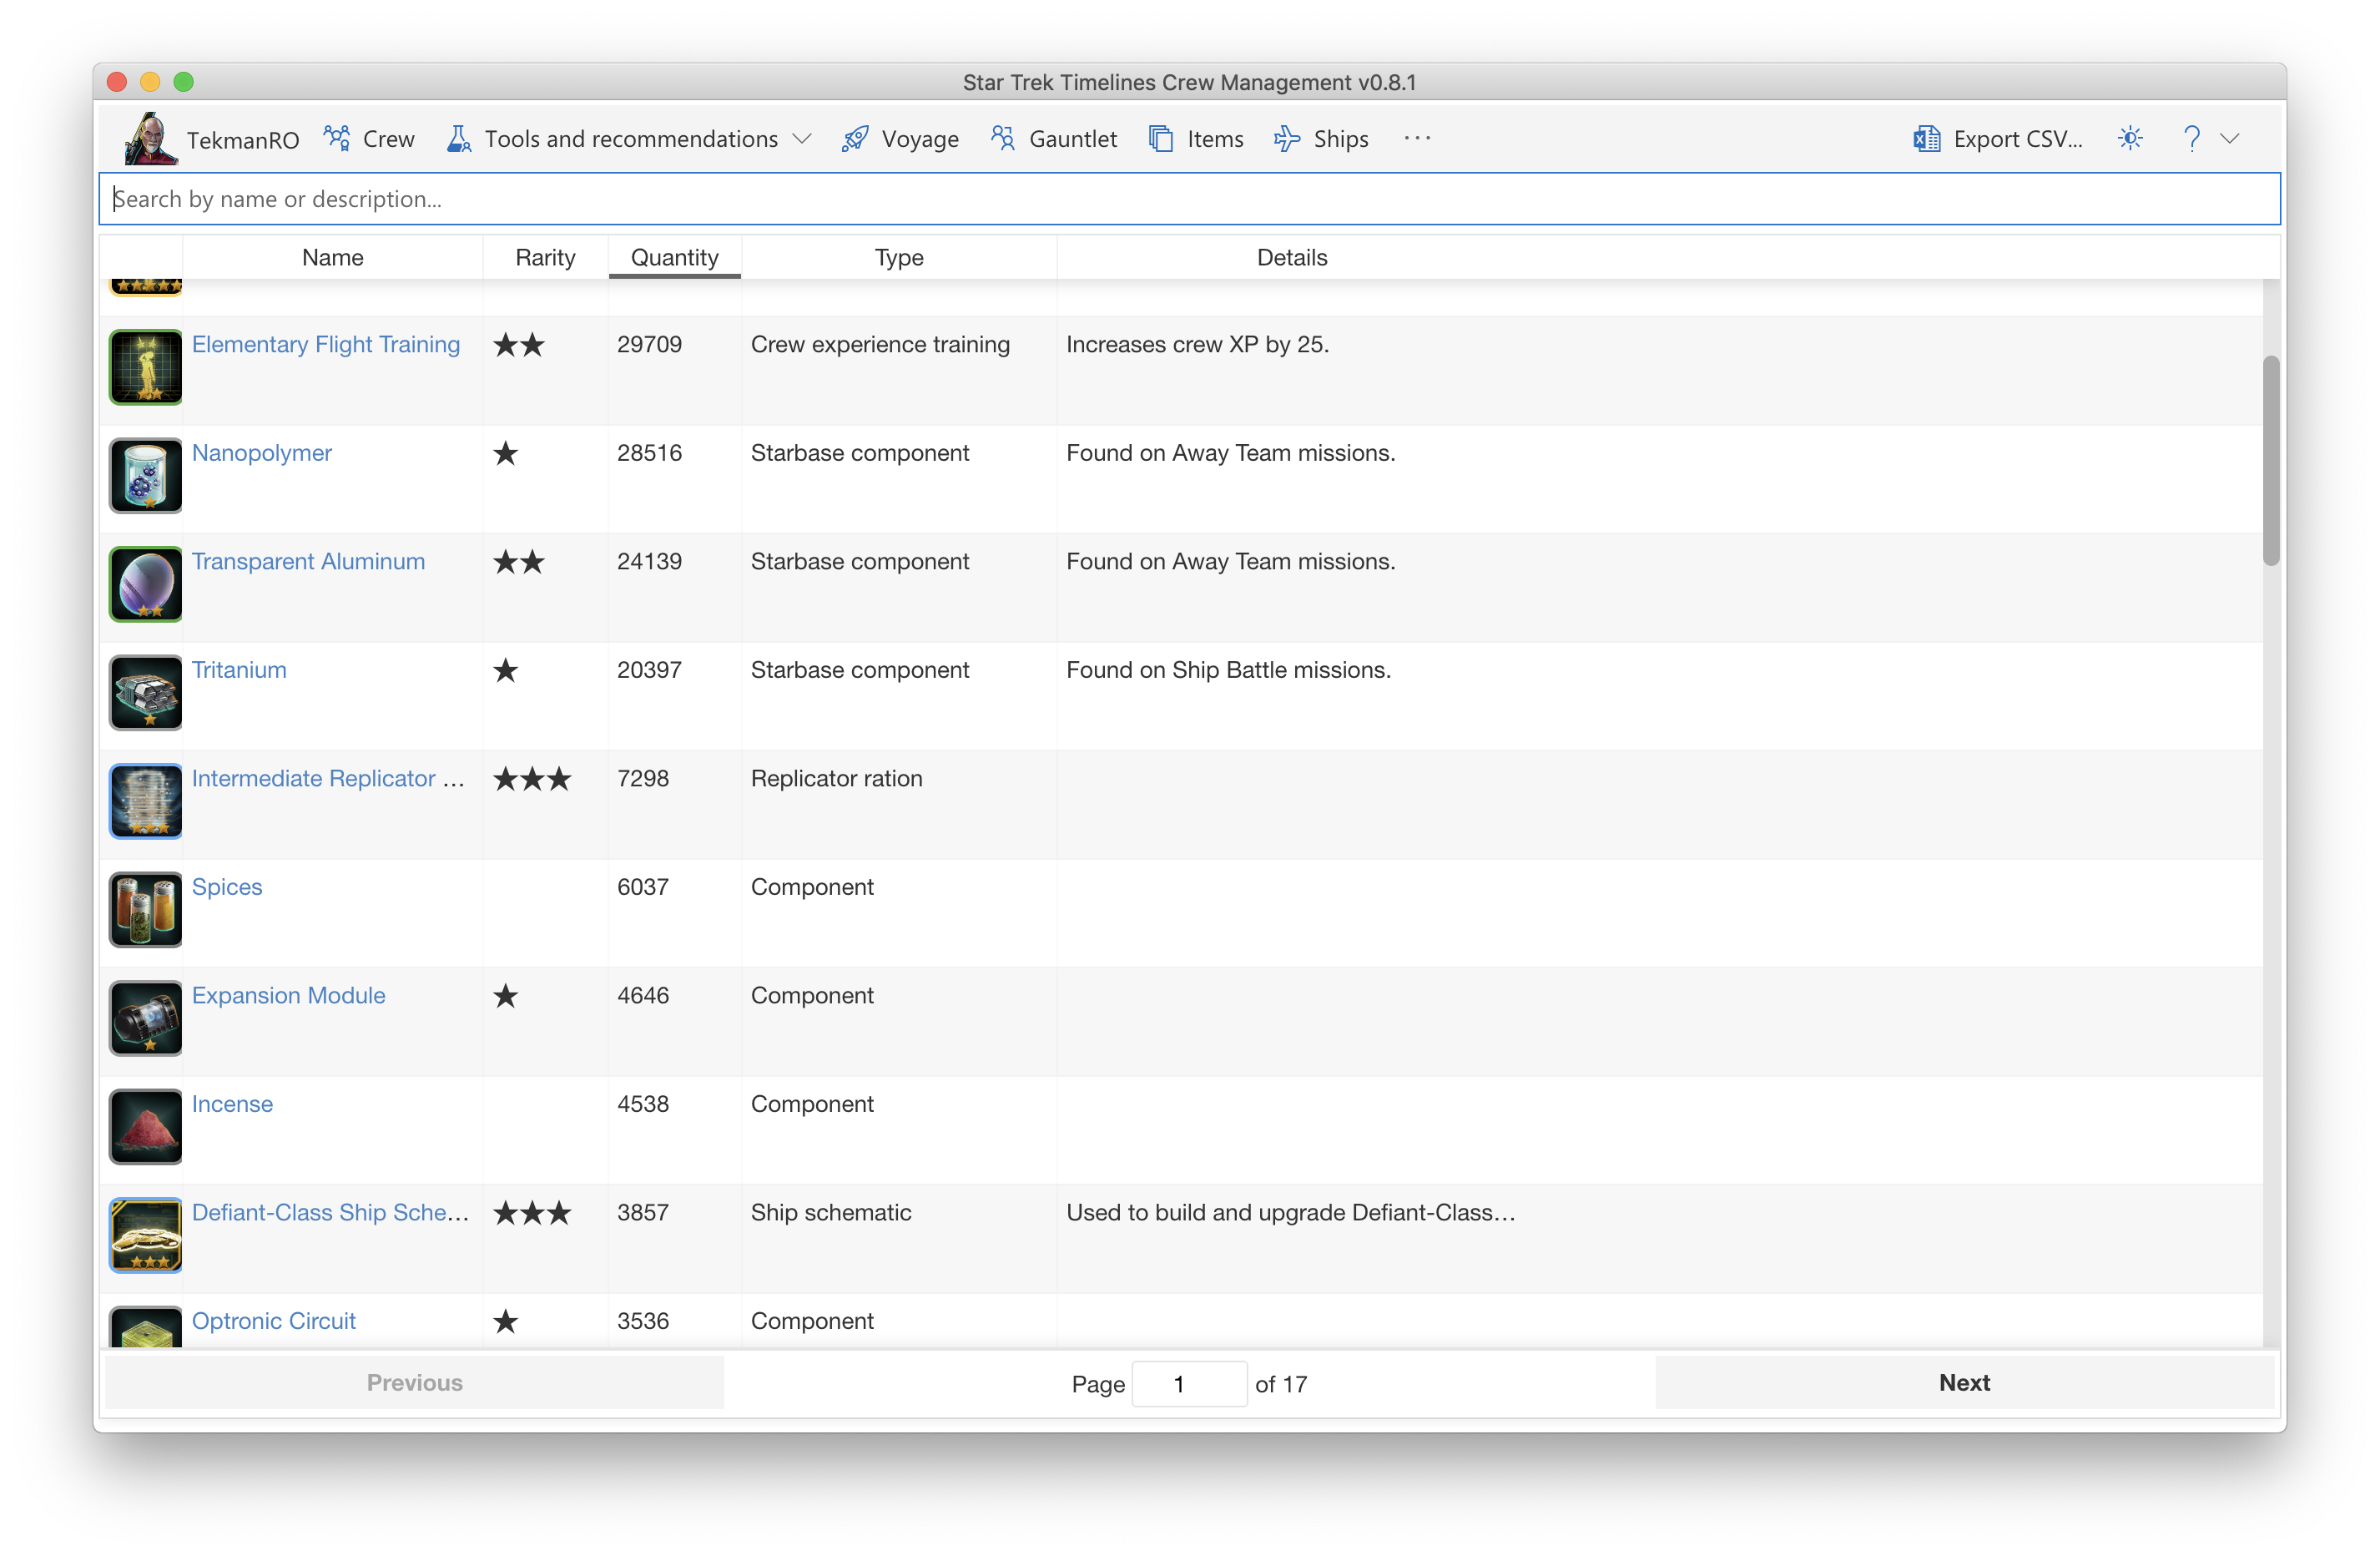 Star Trek Timelines Crew Management v0.8.1
TekmanRO Crew Tools and recommendations Voyage Gauntlet Items Ships ··· Export CSV... ?
Search by name or description...
Name Rarity Quantity Type Details
Elementary Flight Training ★★ 29709 Crew experience training Increases crew XP by 25.
Nanopolymer ★ 28516 Starbase component Found on Away Team missions.
Transparent Aluminum ★★ 24139 Starbase component Found on Away Team missions.
Tritanium ★ 20397 Starbase component Found on Ship Battle missions.
Intermediate Replicator ... ★★★ 7298 Replicator ration
Spices 6037 Component
Expansion Module ★ 4646 Component
Incense 4538 Component
Defiant-Class Ship Sche... ★★★ 3857 Ship schematic Used to build and upgrade Defiant-Class...
Optronic Circuit ★ 3536 Component
Previous Page 1 of 17 Next